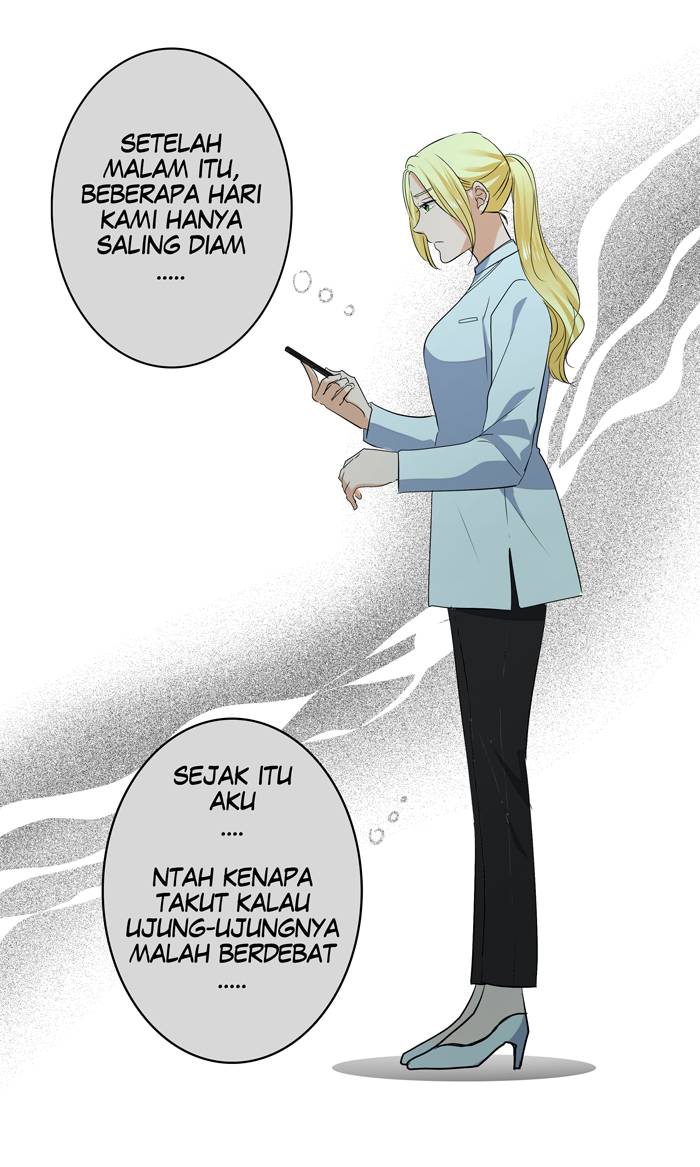 SETELAH
MALAM ITU,
BEBERAPA HARI
KAMI HANYA
SALING DIAM
.....
SEJAK ITU
AKU
....
NTAH KENAPA
TAKUT KALAU
UJUNG-UJUNGNYA
MALAH BERDEBAT
.....